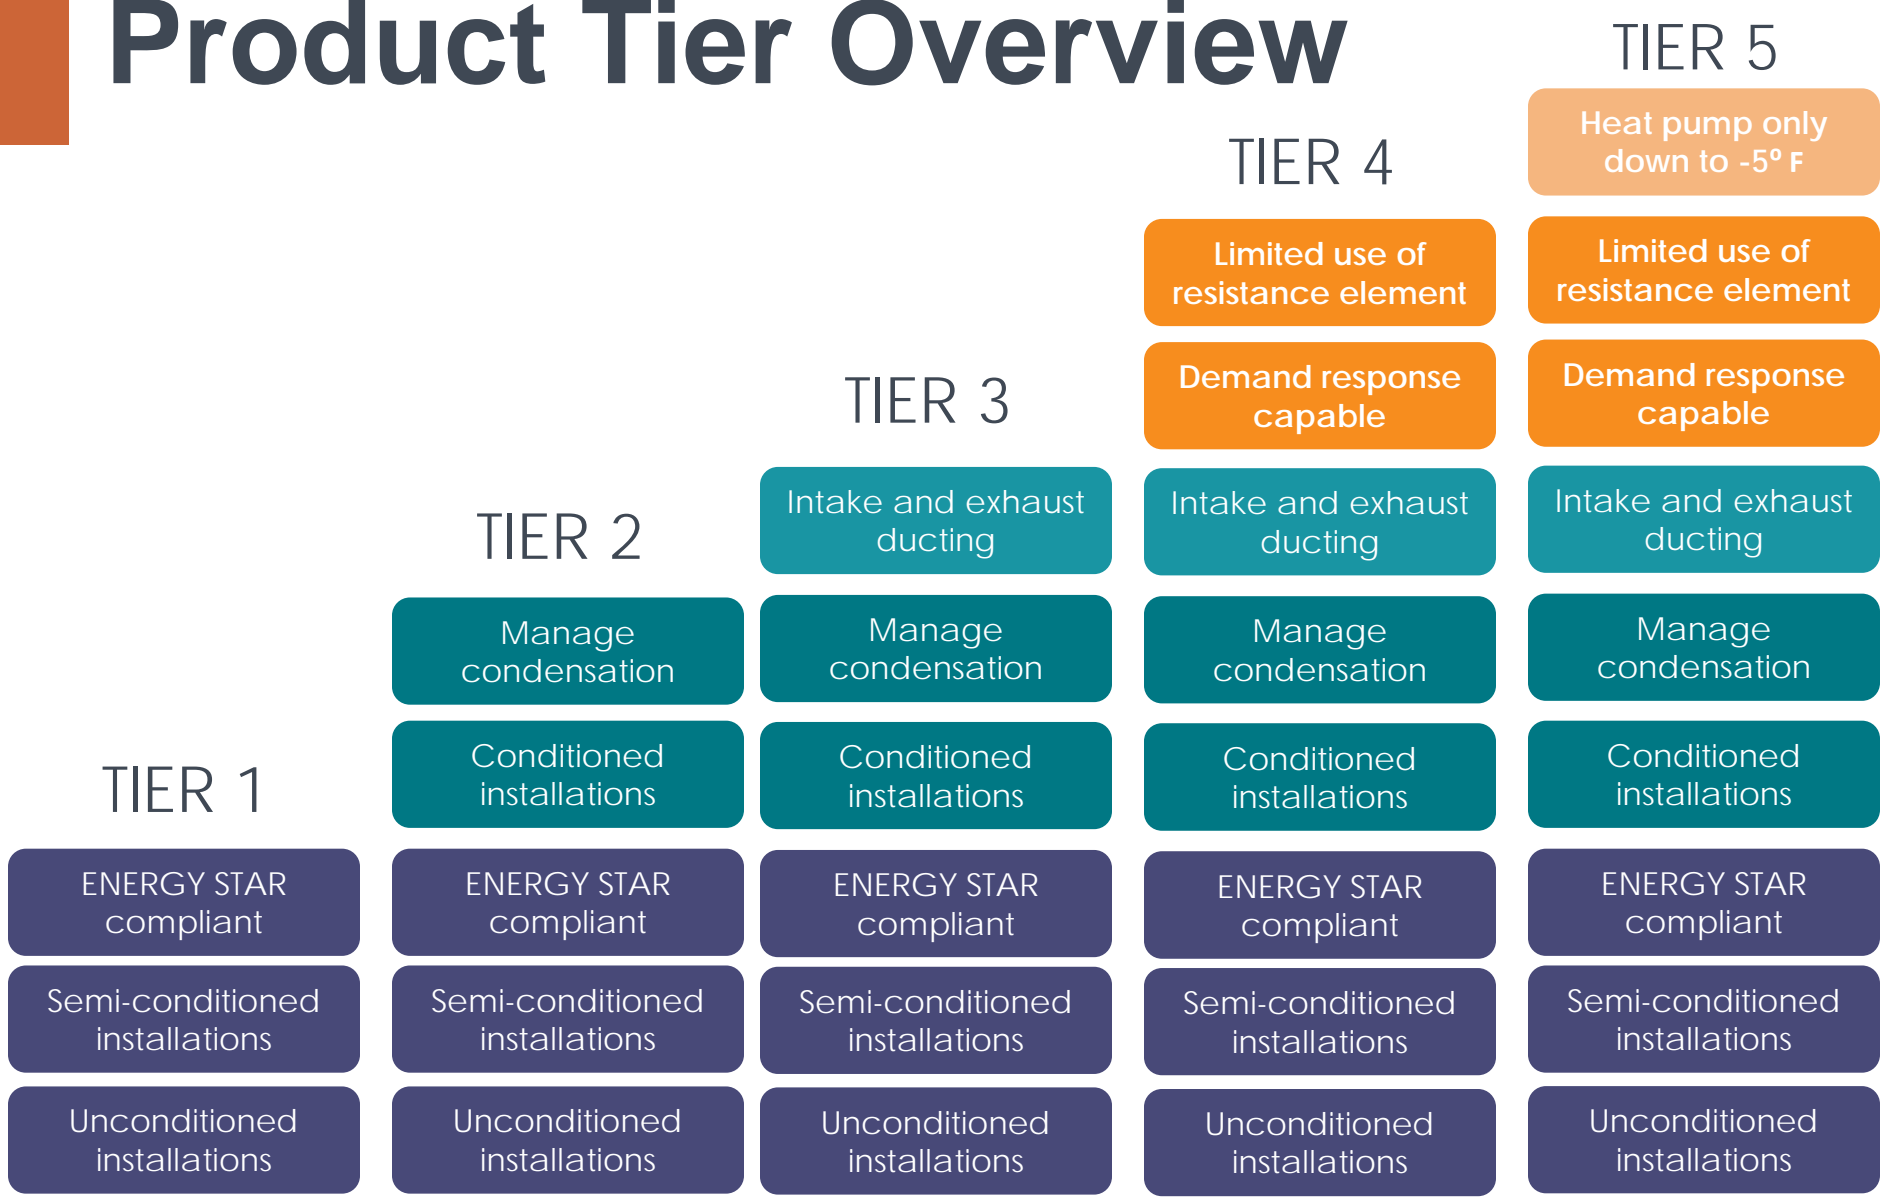 Product Tier Overview
TIER 1
ENERGY STAR
compliant
Semi-conditioned
installations
Unconditioned
installations
TIER 2
Manage
condensation
Conditioned
installations
ENERGY STAR
compliant
Semi-conditioned
installations
Unconditioned
installations
TIER 3
Intake and exhaust
ducting
Manage
condensation
Conditioned
installations
ENERGY STAR
compliant
Semi-conditioned
installations
Unconditioned
installations
TIER 4
Limited use of
resistance element
Demand response
capable
Intake and exhaust
ducting
Manage
condensation
Conditioned
installations
ENERGY STAR
compliant
Semi-conditioned
installations
Unconditioned
installations
TIER 5
Heat pump only
down to -5º F
Limited use of
resistance element
Demand response
capable
Intake and exhaust
ducting
Manage
condensation
Conditioned
installations
ENERGY STAR
compliant
Semi-conditioned
installations
Unconditioned
installations